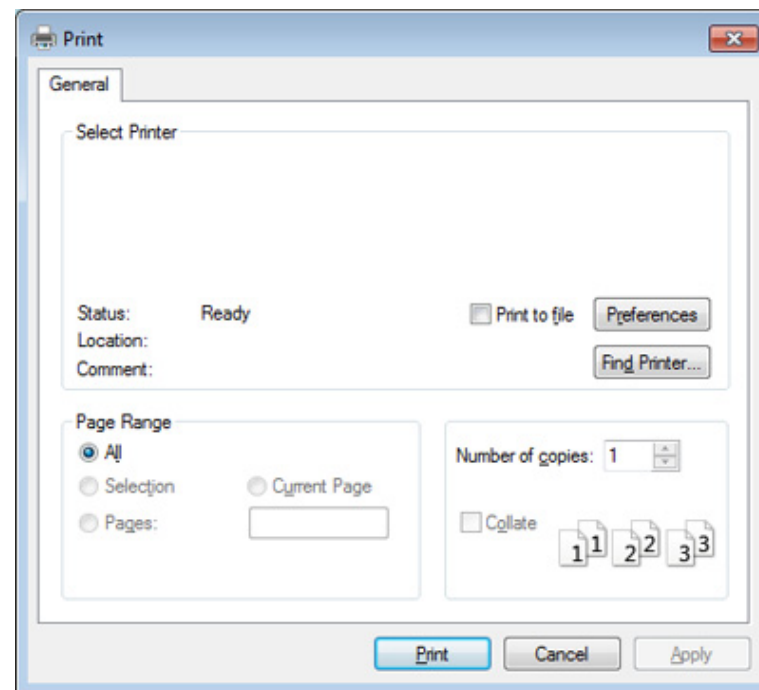 Print
General
Select Printer
Status: Ready
Print to file
Preferences
Location:
Find Printer...
Comment:
Page Range
All
Selection
Current Page
Pages:
Number of copies: 1
Collate
1 1 2 2 3 3
Print Cancel Apply